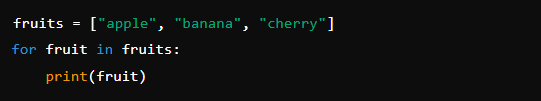 fruits = ["apple", "banana", "cherry"]
for fruit in fruits:
    print(fruit)